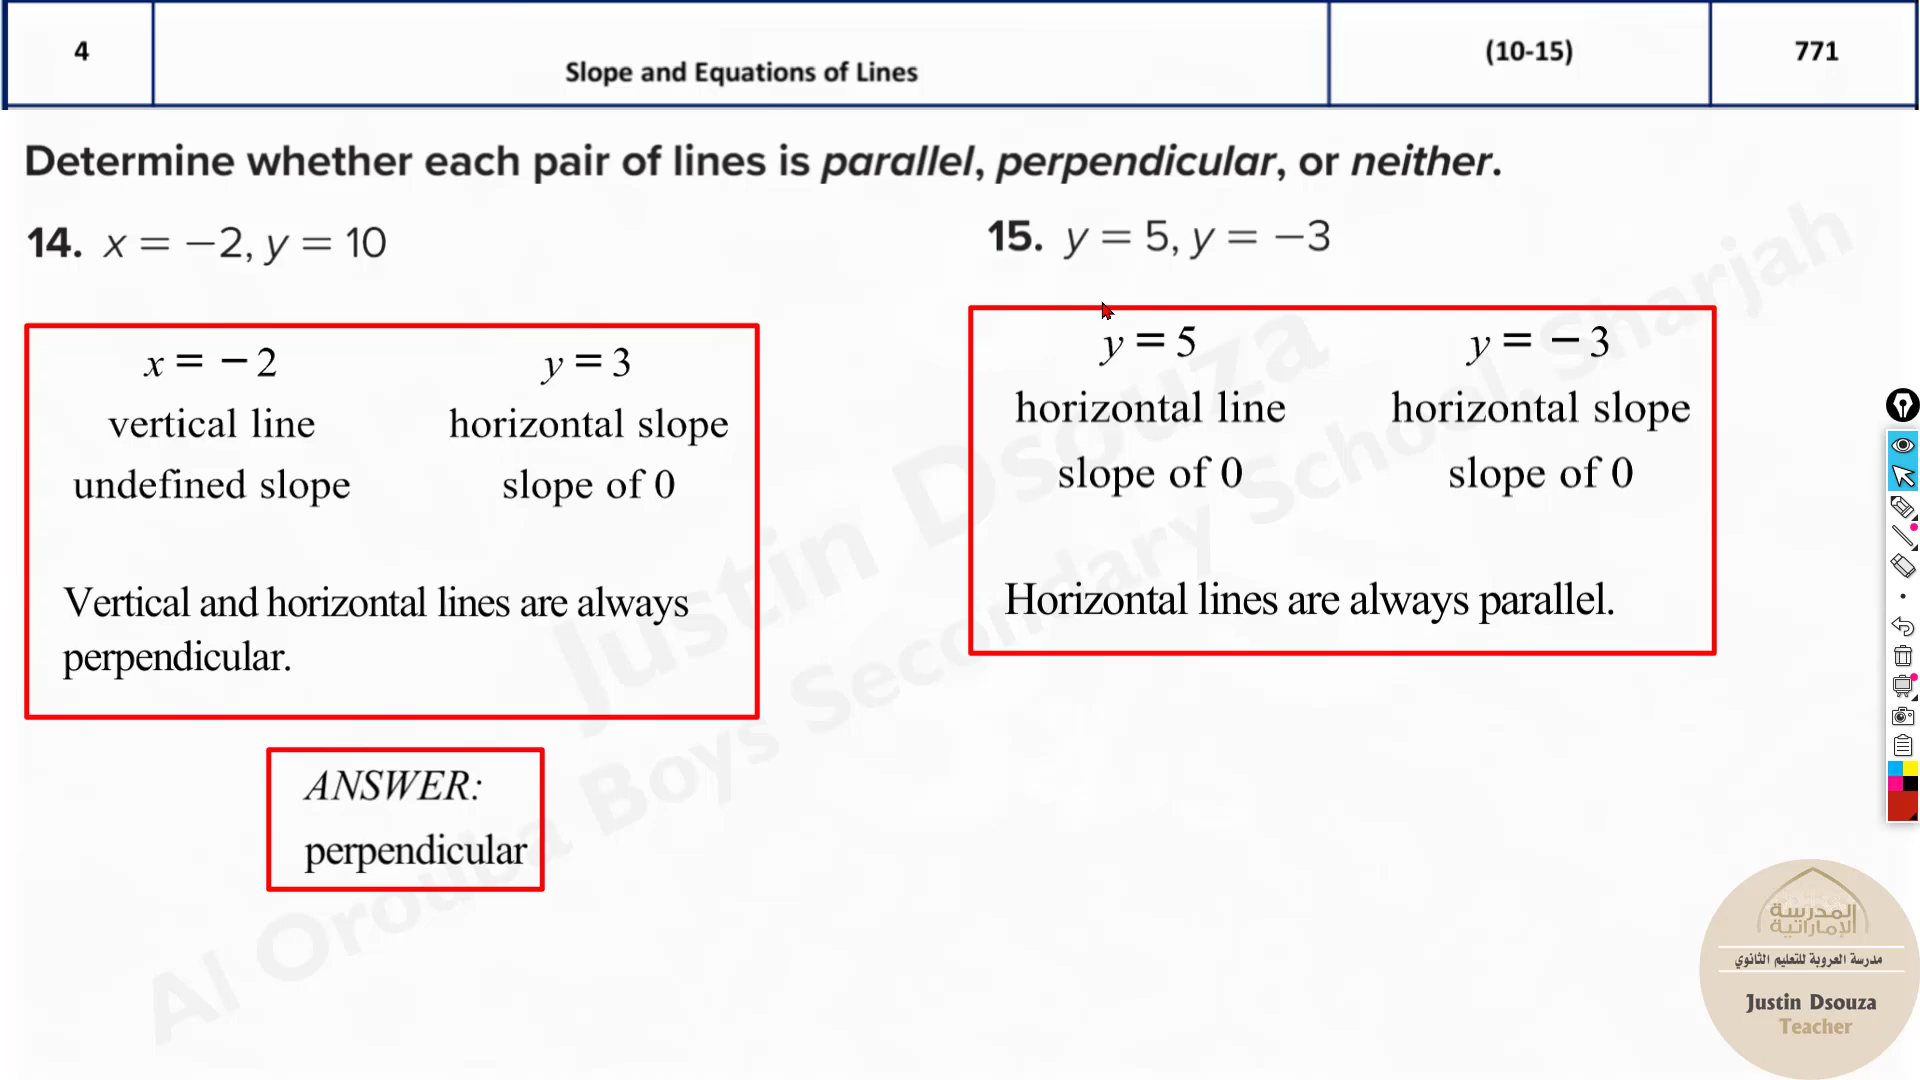 4
Slope and Equations of Lines
(10-15)
771
Determine whether each pair of lines is parallel, perpendicular, or neither.
14. x = −2, y = 10
15. y = 5, y = −3
x = − 2
y = 3
vertical line
horizontal slope
undefined slope
slope of 0
Vertical and horizontal lines are always
perpendicular.
ANSWER:
perpendicular
y = 5
y = − 3
horizontal line
horizontal slope
slope of 0
slope of 0
Horizontal lines are always parallel.
Justin Dsouza
Al Orouba Boys Secondary School, Sharjah
المدرسة
الإماراتية
مدرسة العروبة للتعليم الثانوي
Justin Dsouza
Teacher